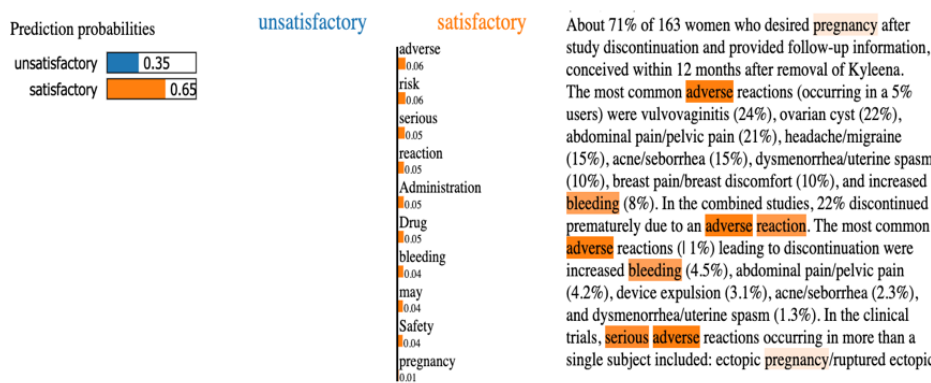 Prediction probabilities
unsatisfactory 0.35
satisfactory 0.65
unsatisfactory satisfactory
adverse
0.06
risk
0.06
serious
0.05
reaction
0.05
Administration
0.05
Drug
0.05
bleeding
0.04
may
0.04
Safety
0.04
pregnancy
0.01
About 71% of 163 women who desired pregnancy after
study discontinuation and provided follow-up information,
conceived within 12 months after removal of Kyleena.
The most common adverse reactions (occurring in a 5%
users) were vulvovaginitis (24%), ovarian cyst (22%),
abdominal pain/pelvic pain (21%), headache/migraine
(15%), acne/seborrhea (15%), dysmenorrhea/uterine spasm
(10%), breast pain/breast discomfort (10%), and increased
bleeding (8%). In the combined studies, 22% discontinued
prematurely due to an adverse reaction. The most common
adverse reactions (l 1%) leading to discontinuation were
increased bleeding (4.5%), abdominal pain/pelvic pain
(4.2%), device expulsion (3.1%), acne/seborrhea (2.3%),
and dysmenorrhea/uterine spasm (1.3%). In the clinical
trials, serious adverse reactions occurring in more than a
single subject included: ectopic pregnancy/ruptured ectopic